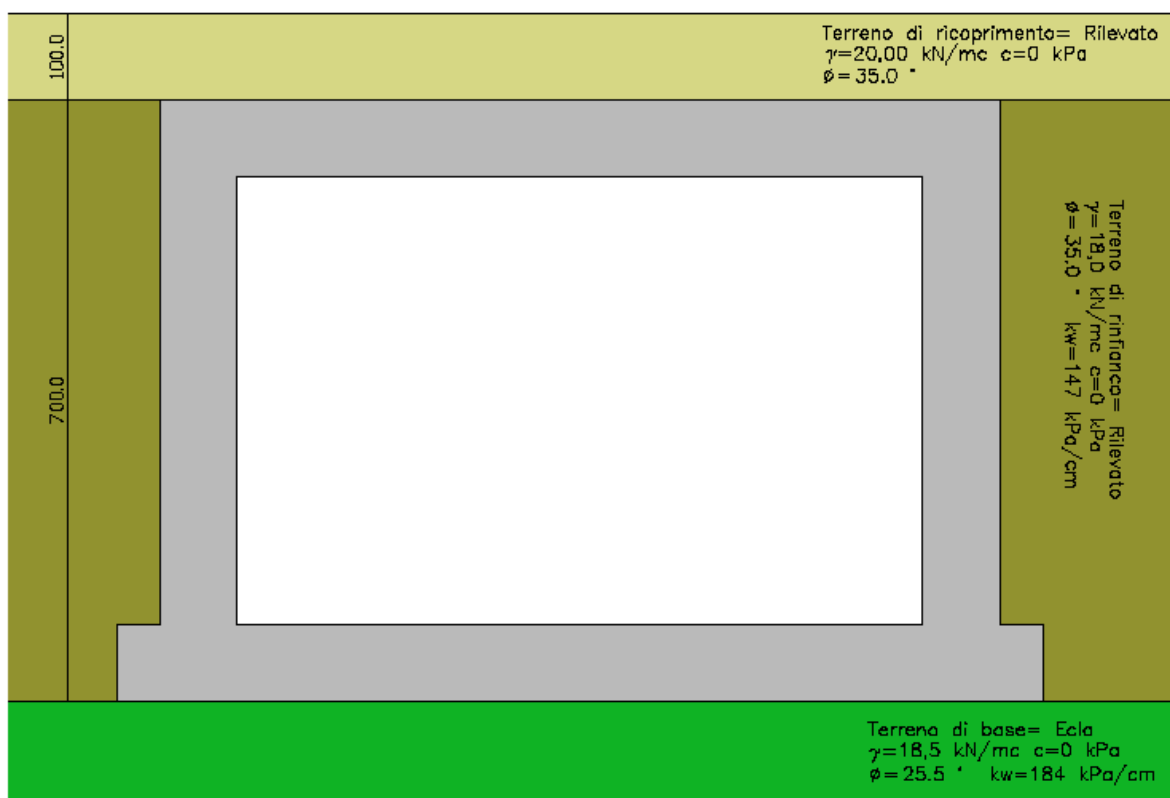 100.0
Terreno di ricoprimento= Rilevato
γ=20,00 kN/mc c=0 kPa
ø=35.0 °
700.0
Terreno di rinfianco= Rilevato
γ=18,0 kN/mc c=0 kPa
ø=35.0 ° kw=147 kPa/cm
Terreno di base= Ecla
γ=18,5 kN/mc c=0 kPa
ø=25.5 ° kw=184 kPa/cm